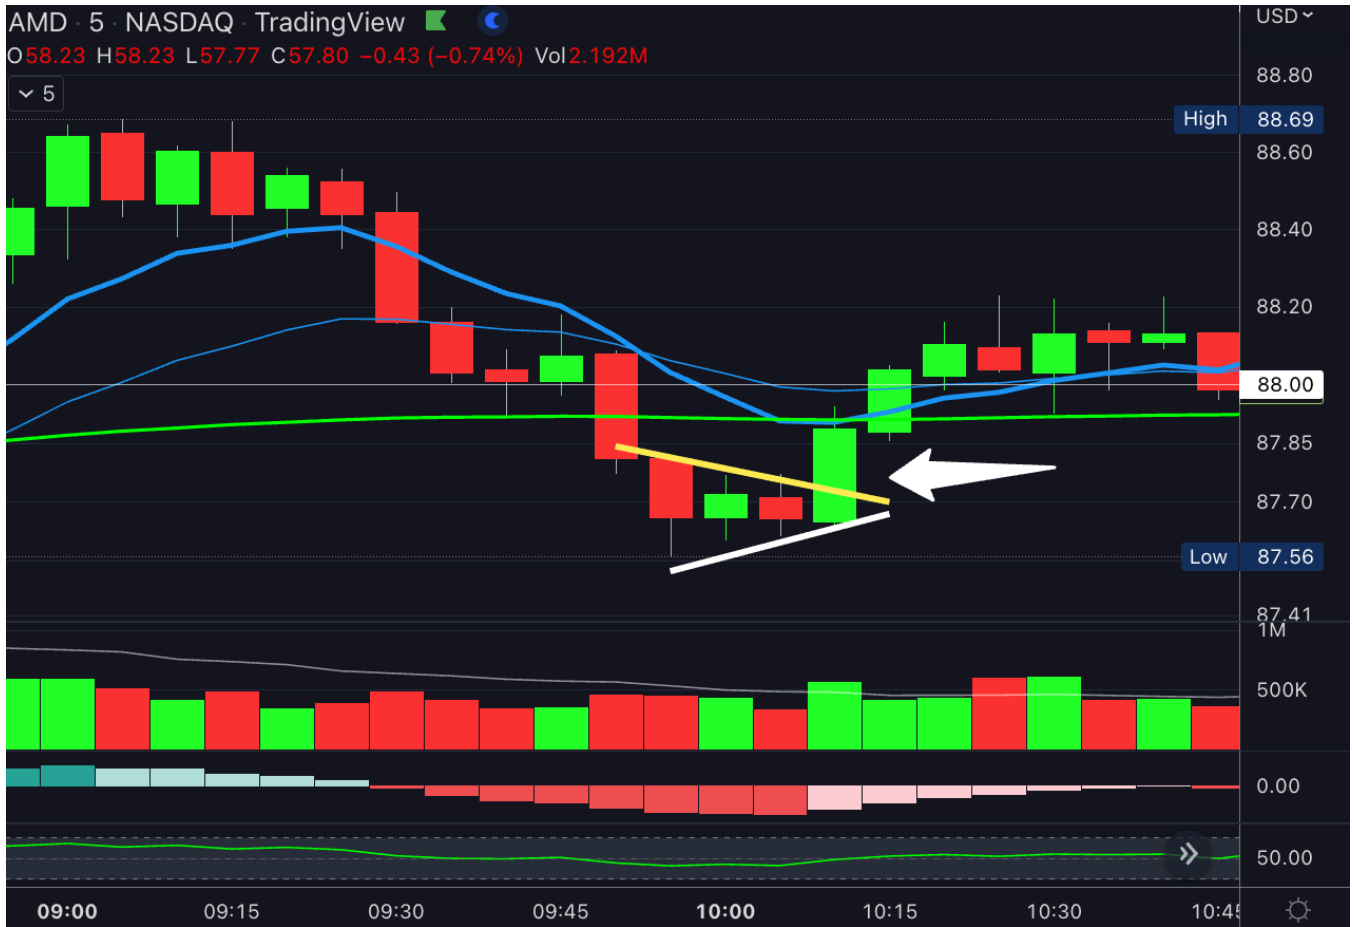 AMD · 5 · NASDAQ · TradingView
USD
O58.23 H58.23 L57.77 C57.80 −0.43 (−0.74%) Vol2.192M
5
88.80
High 88.69
88.60
88.40
88.20
88.00
87.85
87.70
Low 87.56
87.41
1M
500K
0.00
50.00
09:00 09:15 09:30 09:45 10:00 10:15 10:30 10:45